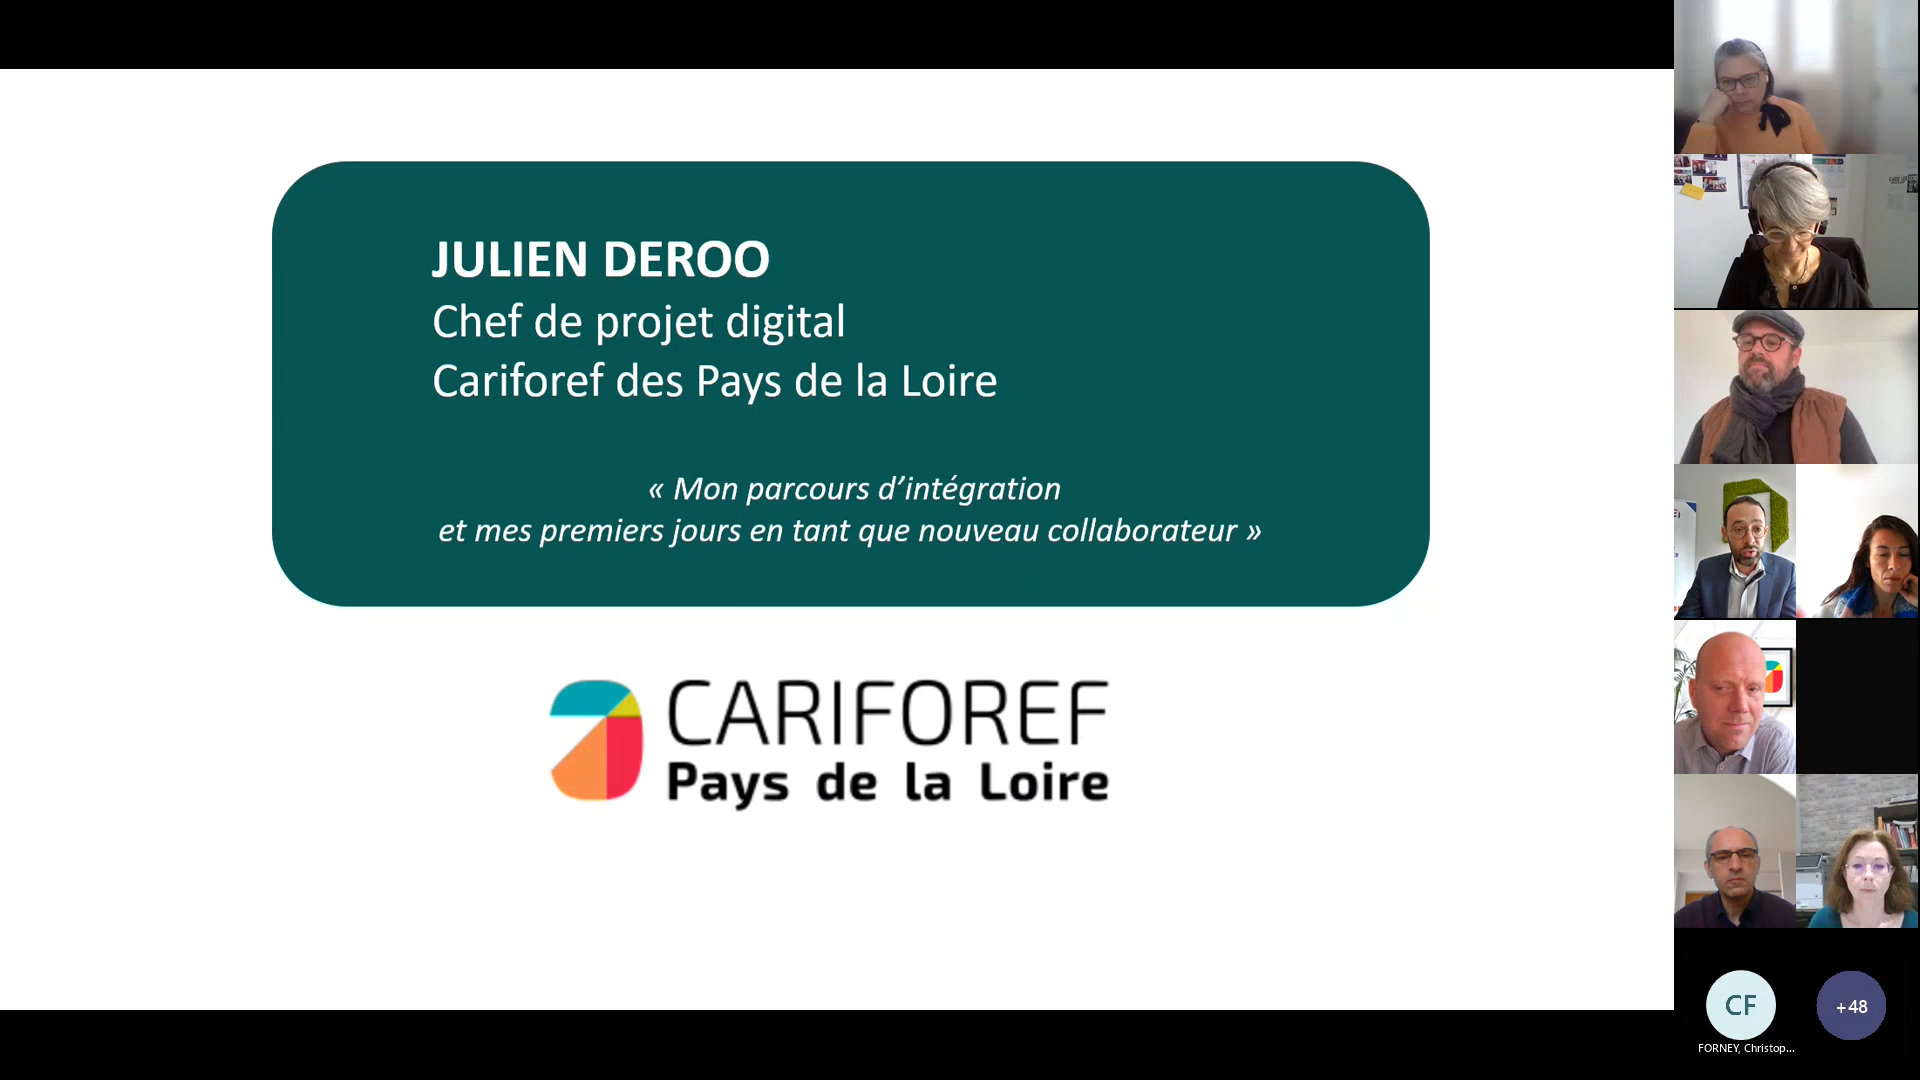 JULIEN DEROO
Chef de projet digital
Cariforef des Pays de la Loire
« Mon parcours d’intégration
et mes premiers jours en tant que nouveau collaborateur »
CARIFOREF
Pays de la Loire
CF
+48
FORNEY, Christop...